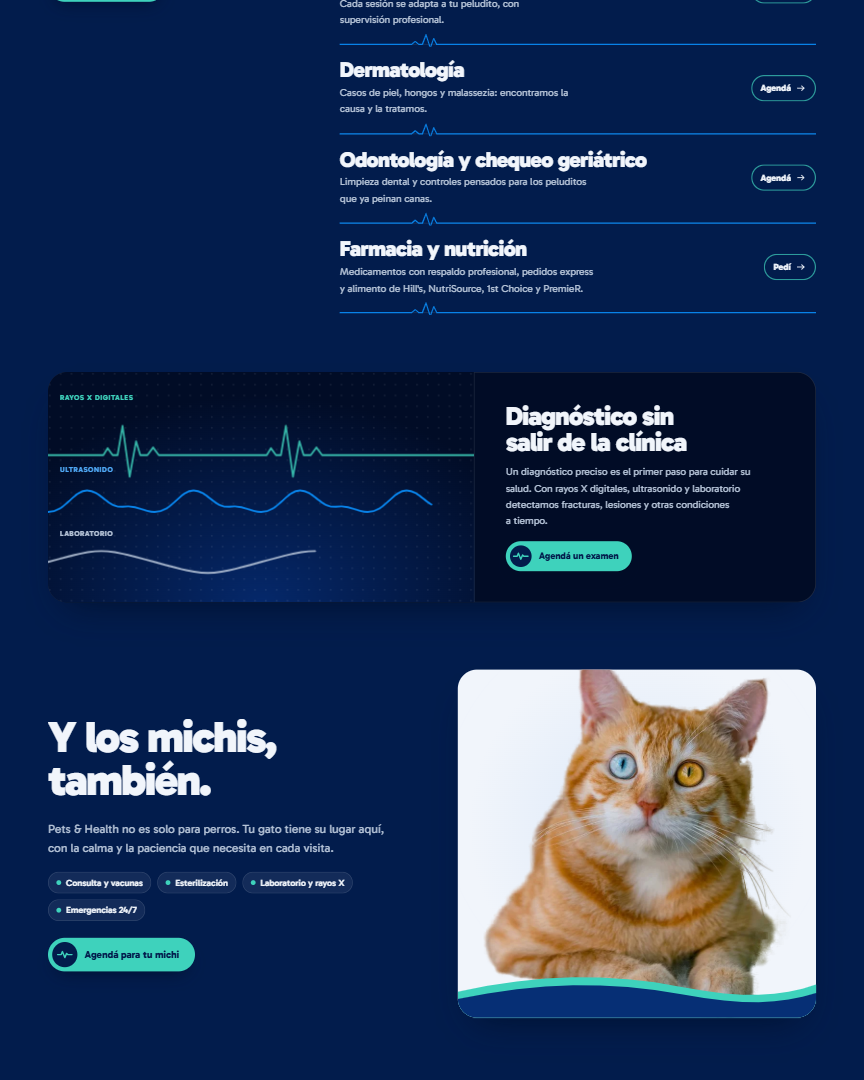 Cada sesión se adapta a tu peludito, con
supervisión profesional.
Dermatología
Casos de piel, hongos y malassezia: encontramos la
causa y la tratamos.
Agendá →
Odontología y chequeo geriátrico
Limpieza dental y controles pensados para los peluditos
que ya peinan canas.
Agendá →
Farmacia y nutrición
Medicamentos con respaldo profesional, pedidos express
y alimento de Hill's, NutriSource, 1st Choice y PremieR.
Pedí →
RAYOS X DIGITALES
ULTRASONIDO
LABORATORIO
Diagnóstico sin
salir de la clínica
Un diagnóstico preciso es el primer paso para cuidar su
salud. Con rayos X digitales, ultrasonido y laboratorio
detectamos fracturas, lesiones y otras condiciones
a tiempo.
Agendá un examen
Y los michis,
también.
Pets & Health no es solo para perros. Tu gato tiene su lugar aquí,
con la calma y la paciencia que necesita en cada visita.
Consulta y vacunas
Esterilización
Laboratorio y rayos X
Emergencias 24/7
Agendá para tu michi